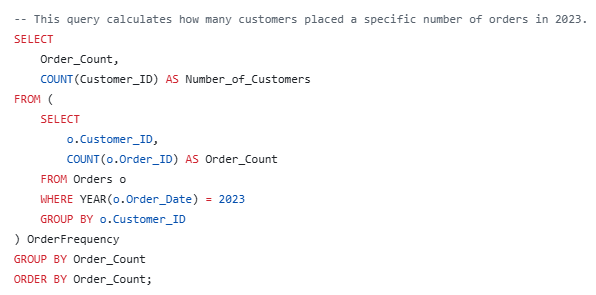 -- This query calculates how many customers placed a specific number of orders in 2023.
SELECT
    Order_Count,
    COUNT(Customer_ID) AS Number_of_Customers
FROM (
    SELECT
        o.Customer_ID,
        COUNT(o.Order_ID) AS Order_Count
    FROM Orders o
    WHERE YEAR(o.Order_Date) = 2023
    GROUP BY o.Customer_ID
) OrderFrequency
GROUP BY Order_Count
ORDER BY Order_Count;